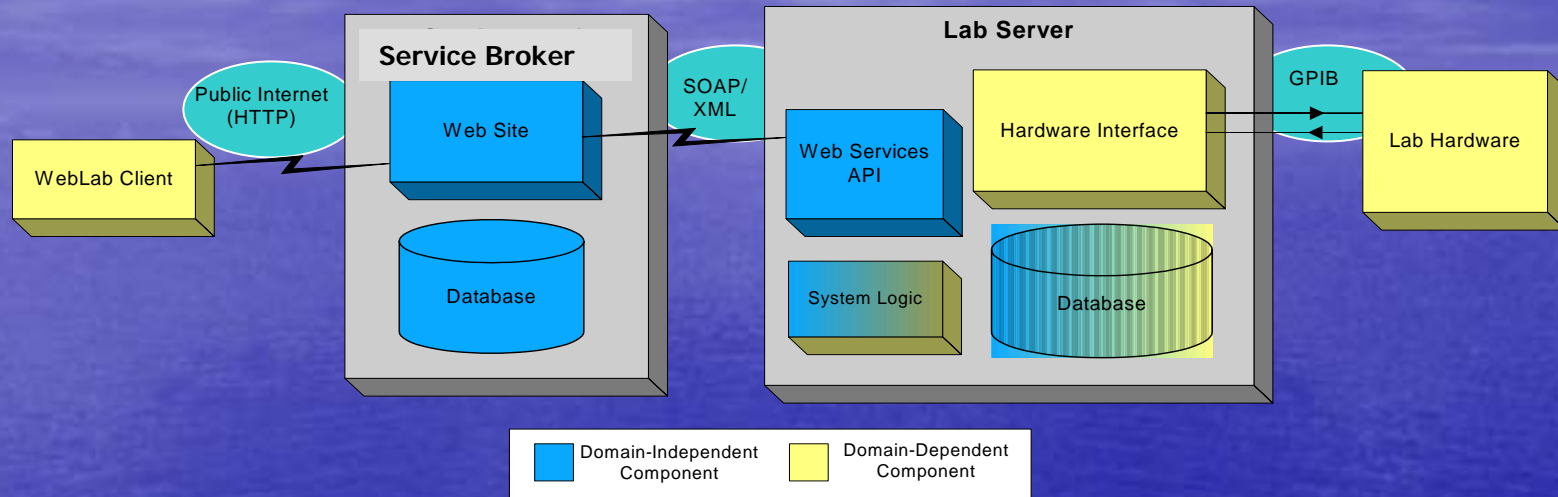 Service Broker
Lab Server
Public Internet
(HTTP)
SOAP/
XML
GPIB
WebLab Client
Web Site
Web Services
API
Hardware Interface
Lab Hardware
Database
System Logic
Database
Domain-Independent
Component
Domain-Dependent
Component